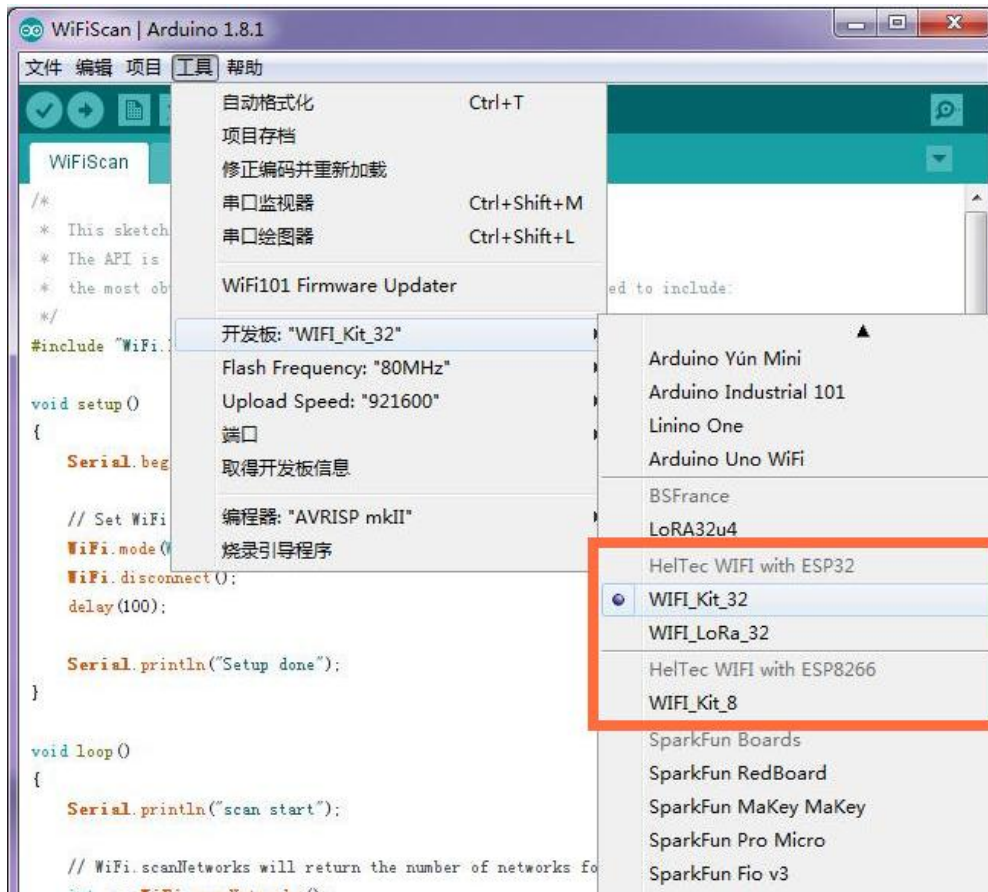 WiFiScan | Arduino 1.8.1
文件 编辑 项目 工具 帮助
自动格式化 Ctrl+T
项目存档
修正编码并重新加载
串口监视器 Ctrl+Shift+M
串口绘图器 Ctrl+Shift+L
WiFi101 Firmware Updater
开发板: "WIFI_Kit_32"
Flash Frequency: "80MHz"
Upload Speed: "921600"
端口
取得开发板信息
编程器: "AVRISP mkII"
烧录引导程序
Arduino Yún Mini
Arduino Industrial 101
Linino One
Arduino Uno WiFi
BSFrance
LoRA32u4
HelTec WIFI with ESP32
WIFI_Kit_32
WIFI_LoRa_32
HelTec WIFI with ESP8266
WIFI_Kit_8
SparkFun Boards
SparkFun RedBoard
SparkFun MaKey MaKey
SparkFun Pro Micro
SparkFun Fio v3
WiFiScan
/*
* This sketch
* The API is
* the most ob ed to include:
*/
#include "WiFi.
void setup()
{
Serial.beg
// Set WiFi
WiFi.mode(
WiFi.disconnect();
delay(100);
Serial.println("Setup done");
}
void loop()
{
Serial.println("scan start");
// WiFi.scanNetworks will return the number of networks fo